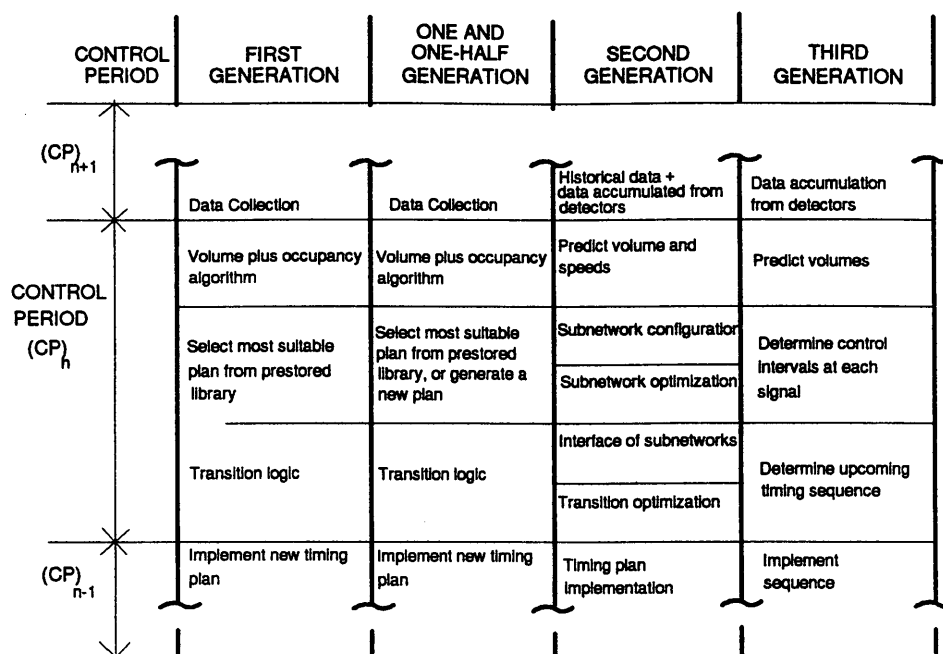 CONTROL
PERIOD
FIRST
GENERATION
ONE AND
ONE-HALF
GENERATION
SECOND
GENERATION
THIRD
GENERATION
(CP)n+1
Data Collection
Data Collection
Historical data +
data accumulated from
detectors
Data accumulation
from detectors
CONTROL
PERIOD
(CP)n
Volume plus occupancy
algorithm
Volume plus occupancy
algorithm
Predict volume and
speeds
Predict volumes
Select most suitable
plan from prestored
library
Select most suitable
plan from prestored
library, or generate a
new plan
Subnetwork configuration
Subnetwork optimization
Determine control
intervals at each
signal
Transition logic
Transition logic
Interface of subnetworks
Transition optimization
Determine upcoming
timing sequence
(CP)n-1
Implement new timing
plan
Implement new timing
plan
Timing plan
implementation
Implement
sequence